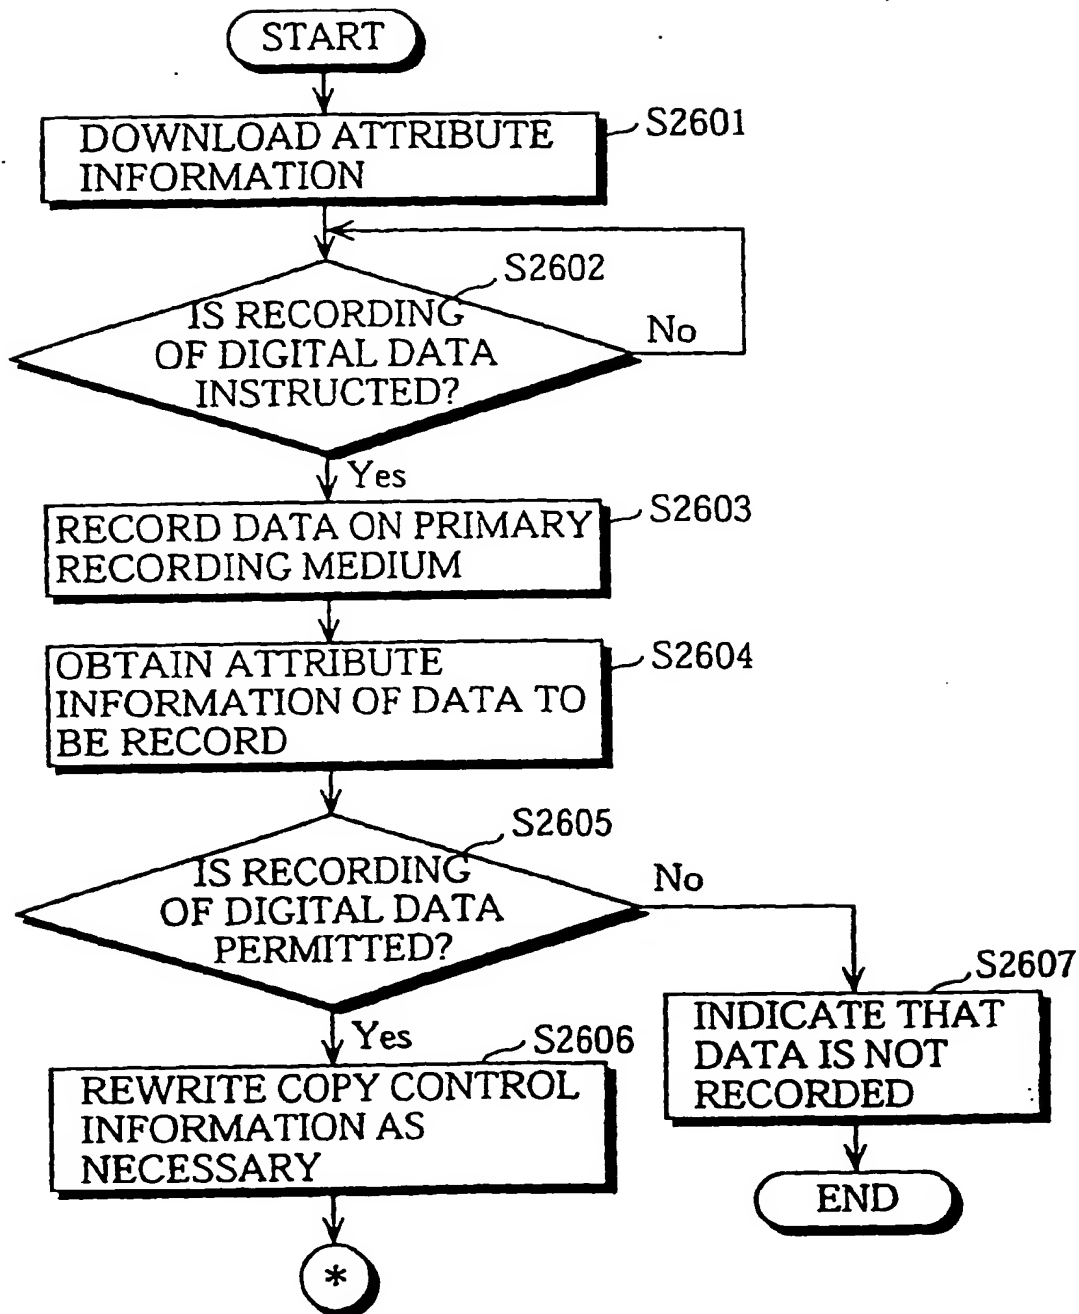 START
DOWNLOAD ATTRIBUTE
INFORMATION
S2601
S2602
IS RECORDING
OF DIGITAL DATA
INSTRUCTED?
No
Yes
RECORD DATA ON PRIMARY
RECORDING MEDIUM
S2603
OBTAIN ATTRIBUTE
INFORMATION OF DATA TO
BE RECORD
S2604
S2605
IS RECORDING
OF DIGITAL DATA
PERMITTED?
No
Yes
S2606
REWRITE COPY CONTROL
INFORMATION AS
NECESSARY
*
S2607
INDICATE THAT
DATA IS NOT
RECORDED
END